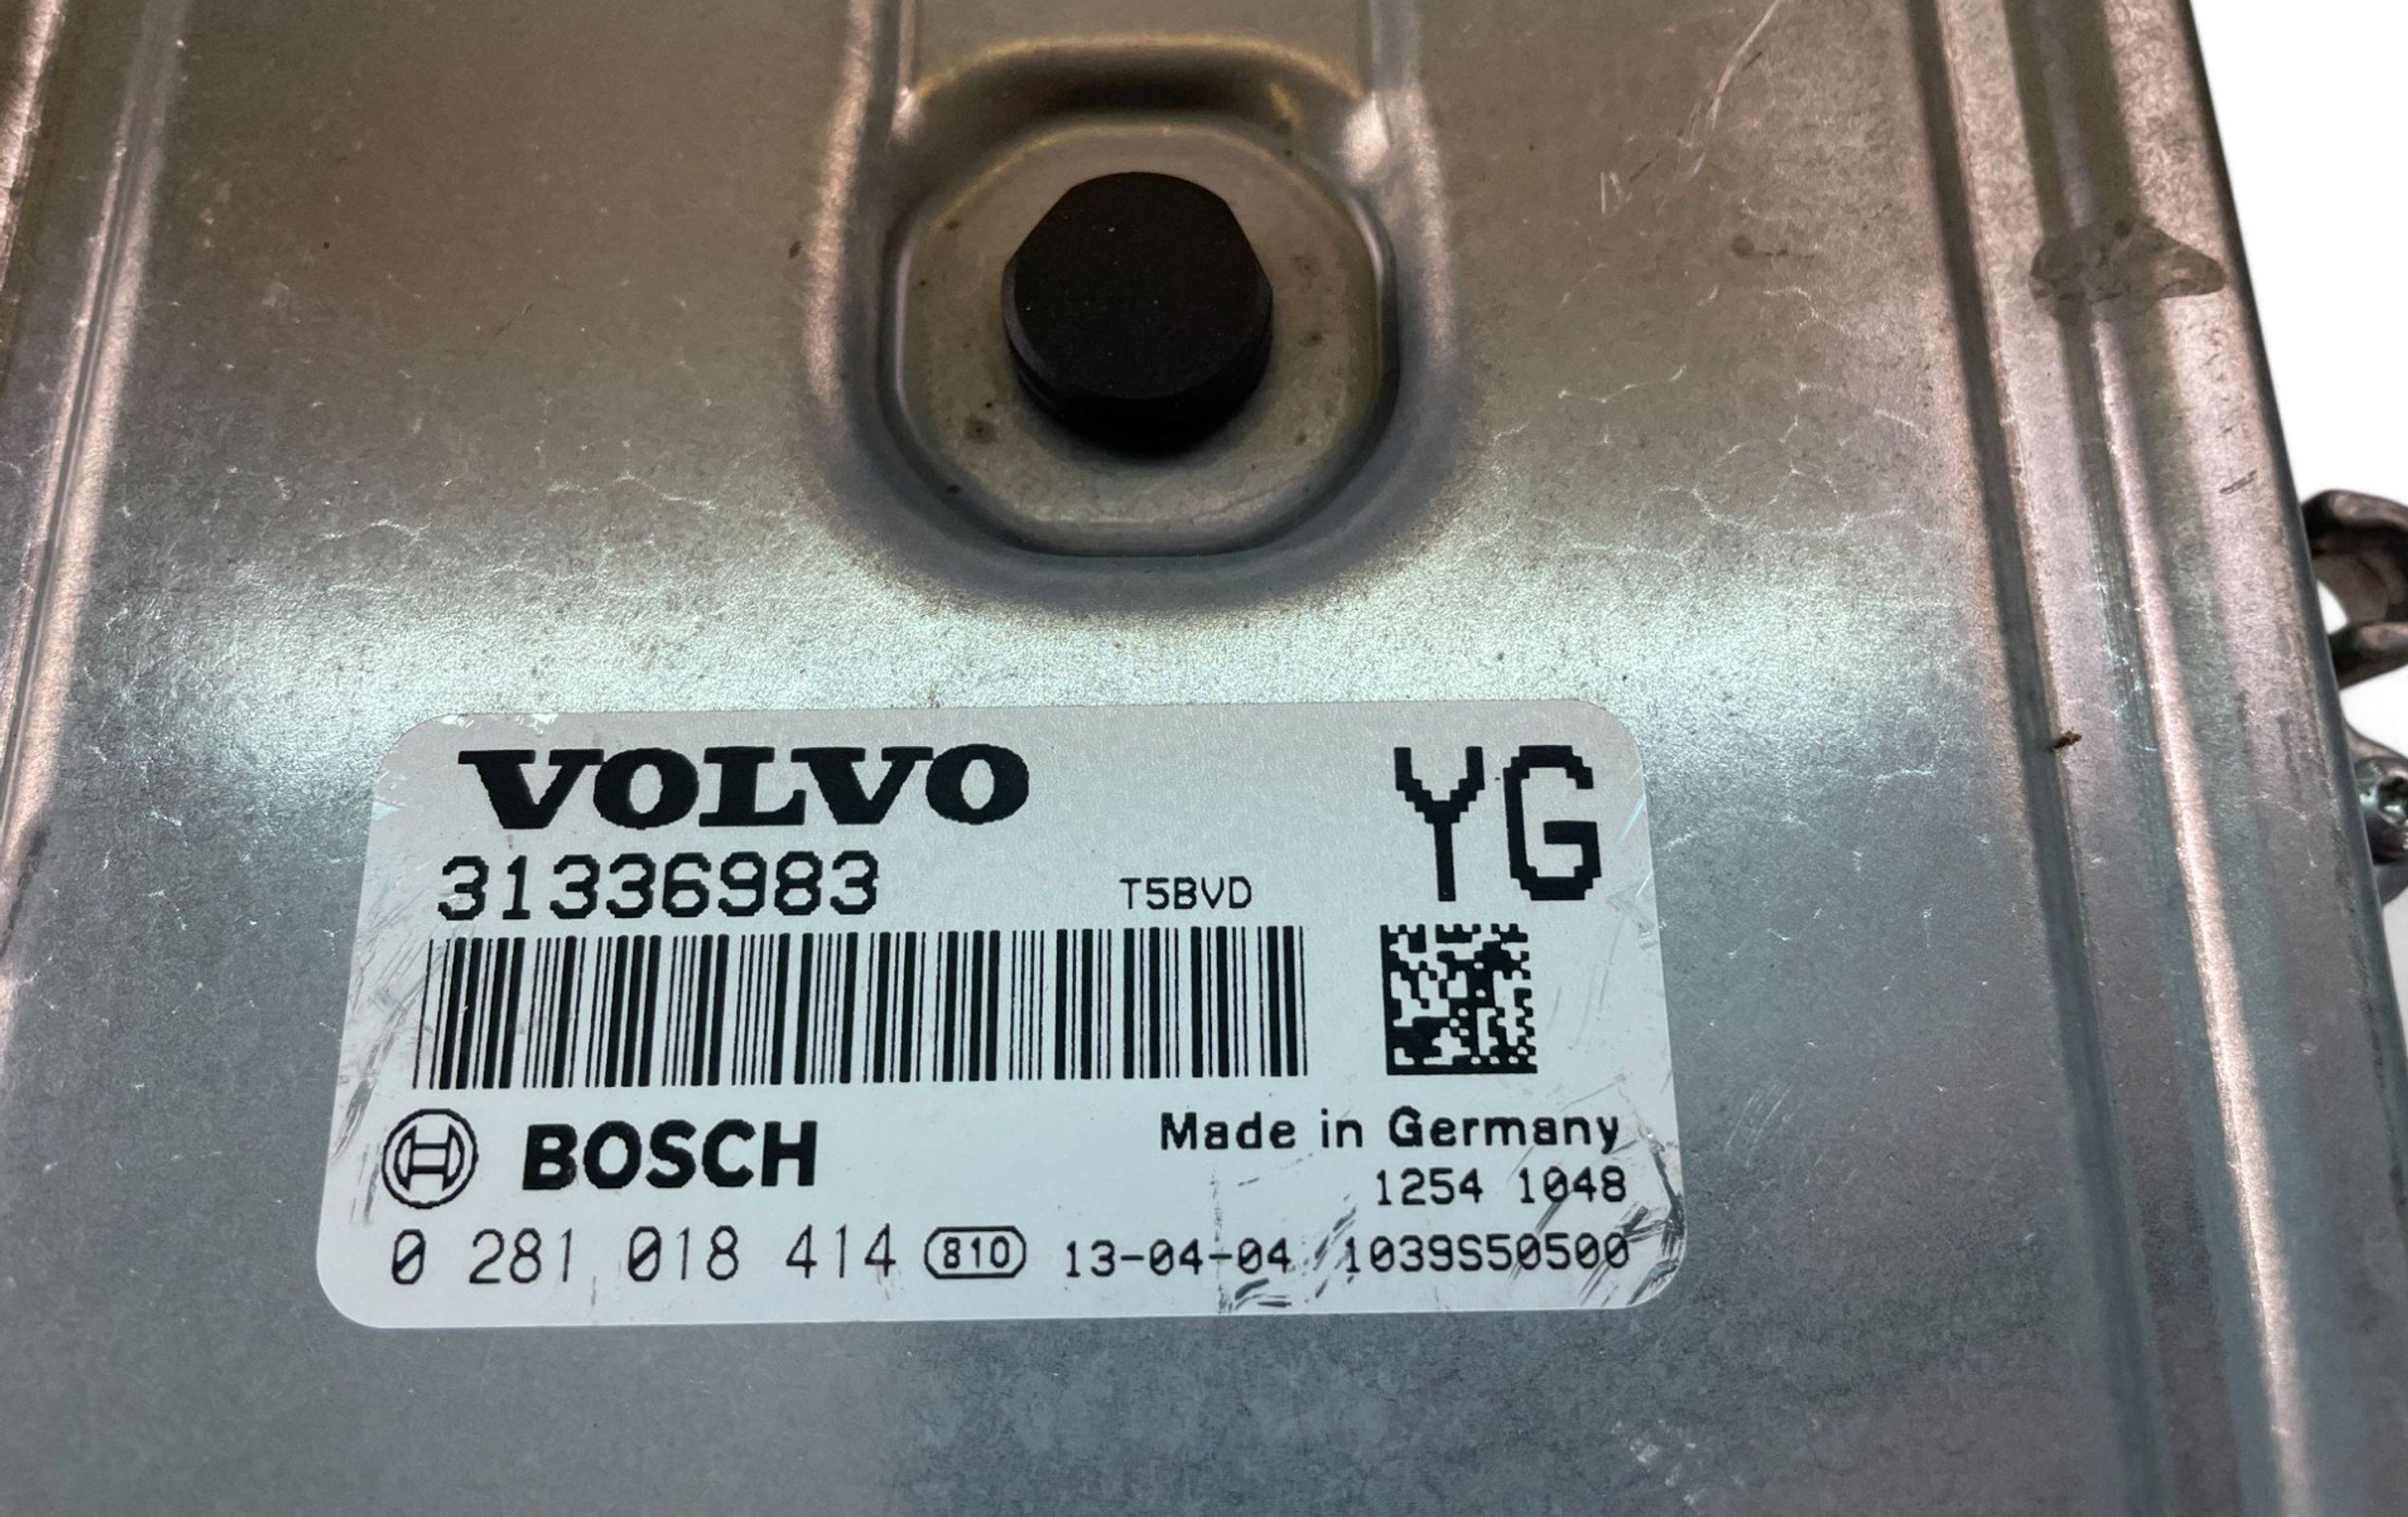 VOLVO YG
31336983 T5BVD
BOSCH Made in Germany
1254 1048
0 281 018 414 810 13-04-04 1039S50500